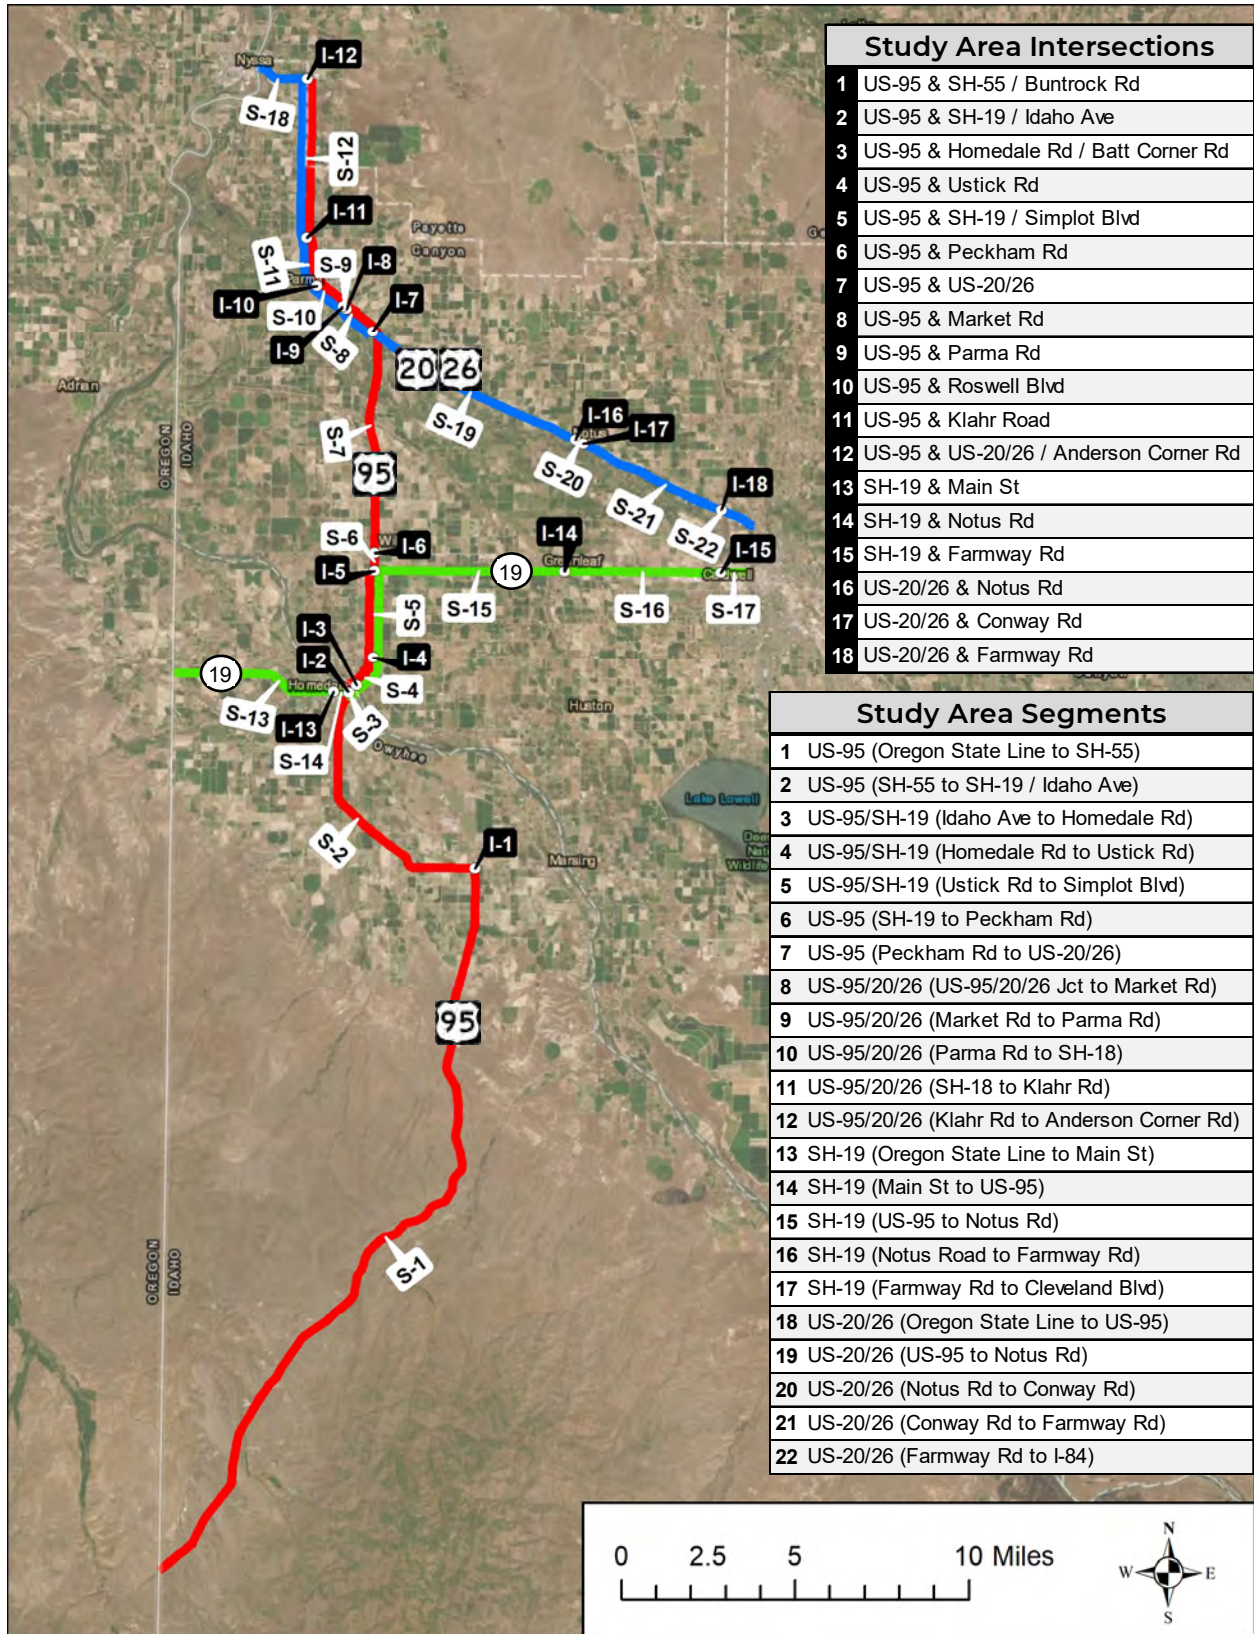 Nyssa
I-12
S-18
S-12
I-11
Payette
Canyon
S-11
S-9
I-8
I-10
S-10
I-7
I-9
S-8
20 26
Adrian
S-19
I-16
I-17
OREGON
IDAHO
S-7
S-20
95
S-21
I-18
S-22
S-6
I-6
I-5
I-14
Greenleaf
I-15
19
S-15
S-16
S-17
S-5
I-3
I-2
I-4
19
S-4
S-13
S-3
I-13
S-14
Huston
Owyhee
Lake Lowell
S-2
I-1
Marsing
95
OREGON
IDAHO
S-1
Study Area Intersections
1 US-95 & SH-55 / Buntrock Rd
2 US-95 & SH-19 / Idaho Ave
3 US-95 & Homedale Rd / Batt Corner Rd
4 US-95 & Ustick Rd
5 US-95 & SH-19 / Simplot Blvd
6 US-95 & Peckham Rd
7 US-95 & US-20/26
8 US-95 & Market Rd
9 US-95 & Parma Rd
10 US-95 & Roswell Blvd
11 US-95 & Klahr Road
12 US-95 & US-20/26 / Anderson Corner Rd
13 SH-19 & Main St
14 SH-19 & Notus Rd
15 SH-19 & Farmway Rd
16 US-20/26 & Notus Rd
17 US-20/26 & Conway Rd
18 US-20/26 & Farmway Rd
Study Area Segments
1 US-95 (Oregon State Line to SH-55)
2 US-95 (SH-55 to SH-19 / Idaho Ave)
3 US-95/SH-19 (Idaho Ave to Homedale Rd)
4 US-95/SH-19 (Homedale Rd to Ustick Rd)
5 US-95/SH-19 (Ustick Rd to Simplot Blvd)
6 US-95 (SH-19 to Peckham Rd)
7 US-95 (Peckham Rd to US-20/26)
8 US-95/20/26 (US-95/20/26 Jct to Market Rd)
9 US-95/20/26 (Market Rd to Parma Rd)
10 US-95/20/26 (Parma Rd to SH-18)
11 US-95/20/26 (SH-18 to Klahr Rd)
12 US-95/20/26 (Klahr Rd to Anderson Corner Rd)
13 SH-19 (Oregon State Line to Main St)
14 SH-19 (Main St to US-95)
15 SH-19 (US-95 to Notus Rd)
16 SH-19 (Notus Road to Farmway Rd)
17 SH-19 (Farmway Rd to Cleveland Blvd)
18 US-20/26 (Oregon State Line to US-95)
19 US-20/26 (US-95 to Notus Rd)
20 US-20/26 (Notus Rd to Conway Rd)
21 US-20/26 (Conway Rd to Farmway Rd)
22 US-20/26 (Farmway Rd to I-84)
0 2.5 5 10 Miles
N
W E
S